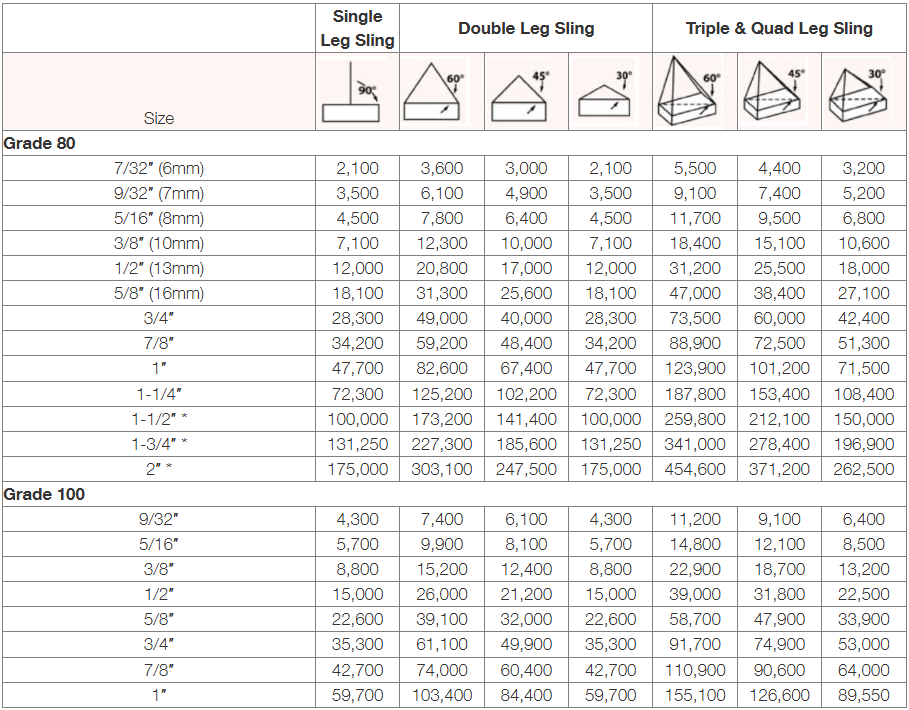 Single Leg Sling Double Leg Sling Triple & Quad Leg Sling
Size 90° 60° 45° 30° 60° 45° 30°
Grade 80
7/32″ (6mm) 2,100 3,600 3,000 2,100 5,500 4,400 3,200
9/32″ (7mm) 3,500 6,100 4,900 3,500 9,100 7,400 5,200
5/16″ (8mm) 4,500 7,800 6,400 4,500 11,700 9,500 6,800
3/8″ (10mm) 7,100 12,300 10,000 7,100 18,400 15,100 10,600
1/2″ (13mm) 12,000 20,800 17,000 12,000 31,200 25,500 18,000
5/8″ (16mm) 18,100 31,300 25,600 18,100 47,000 38,400 27,100
3/4″ 28,300 49,000 40,000 28,300 73,500 60,000 42,400
7/8″ 34,200 59,200 48,400 34,200 88,900 72,500 51,300
1″ 47,700 82,600 67,400 47,700 123,900 101,200 71,500
1-1/4″ 72,300 125,200 102,200 72,300 187,800 153,400 108,400
1-1/2″ * 100,000 173,200 141,400 100,000 259,800 212,100 150,000
1-3/4″ * 131,250 227,300 185,600 131,250 341,000 278,400 196,900
2″ * 175,000 303,100 247,500 175,000 454,600 371,200 262,500
Grade 100
9/32″ 4,300 7,400 6,100 4,300 11,200 9,100 6,400
5/16″ 5,700 9,900 8,100 5,700 14,800 12,100 8,500
3/8″ 8,800 15,200 12,400 8,800 22,900 18,700 13,200
1/2″ 15,000 26,000 21,200 15,000 39,000 31,800 22,500
5/8″ 22,600 39,100 32,000 22,600 58,700 47,900 33,900
3/4″ 35,300 61,100 49,900 35,300 91,700 74,900 53,000
7/8″ 42,700 74,000 60,400 42,700 110,900 90,600 64,000
1″ 59,700 103,400 84,400 59,700 155,100 126,600 89,550